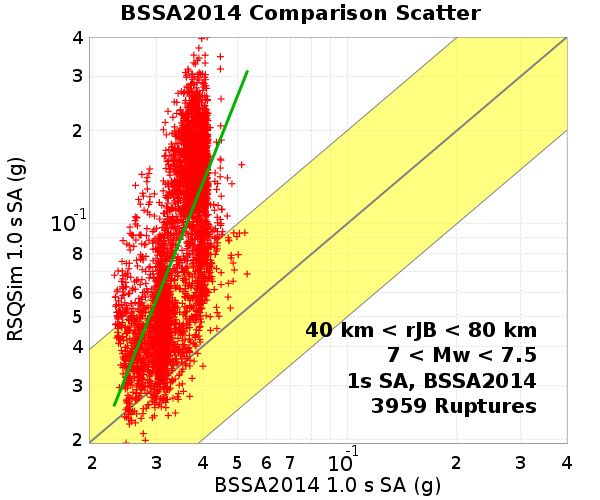 BSSA2014 Comparison Scatter
RSQSim 1.0 s SA (g)
4
3
2
10-1
8
6
5
4
3
2
40 km < rJB < 80 km
7 < Mw < 7.5
1s SA, BSSA2014
3959 Ruptures
2 3 4 5 6 7 10-1 2 3 4
BSSA2014 1.0 s SA (g)